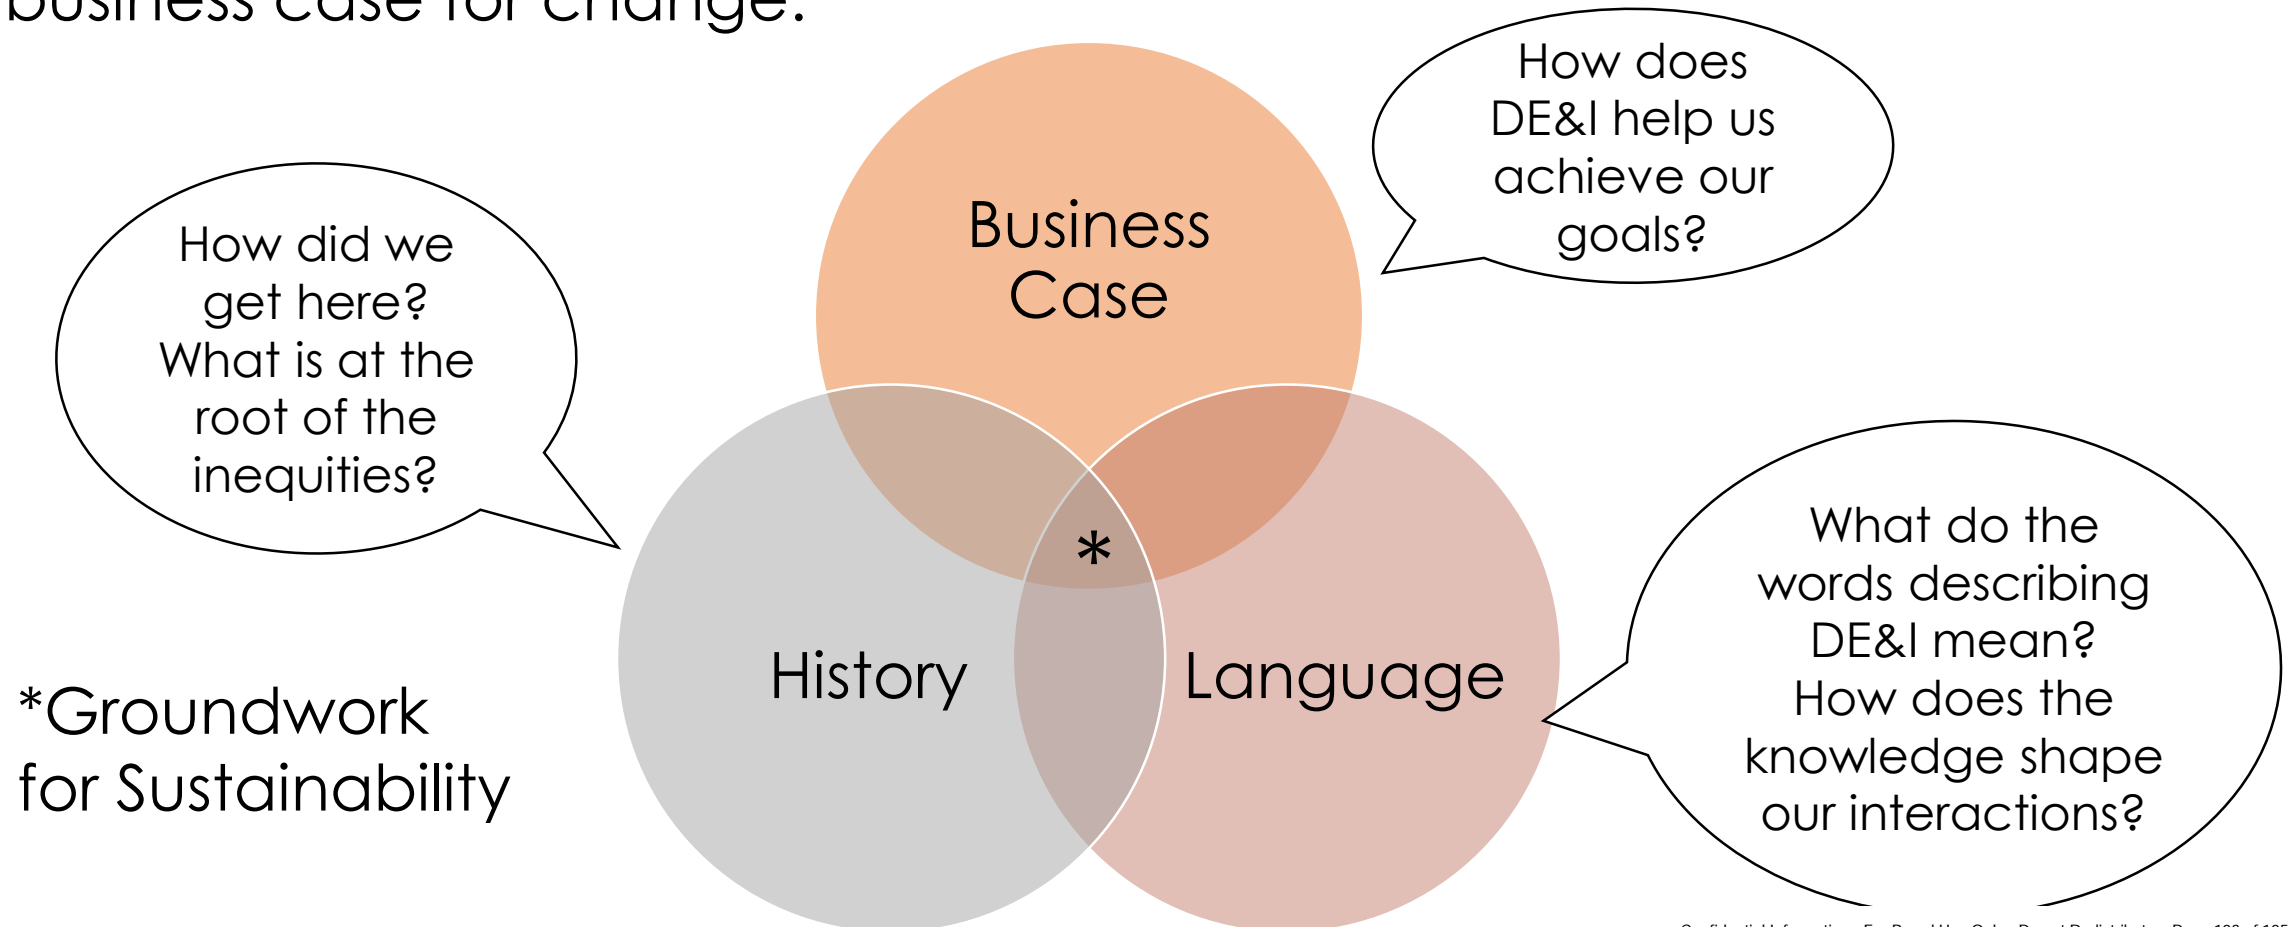 business case for change.
How does
DE&I help us
achieve our
goals?
Business
Case
How did we
get here?
What is at the
root of the
inequities?
*
What do the
words describing
DE&I mean?
How does the
knowledge shape
our interactions?
History
Language
*Groundwork
for Sustainability